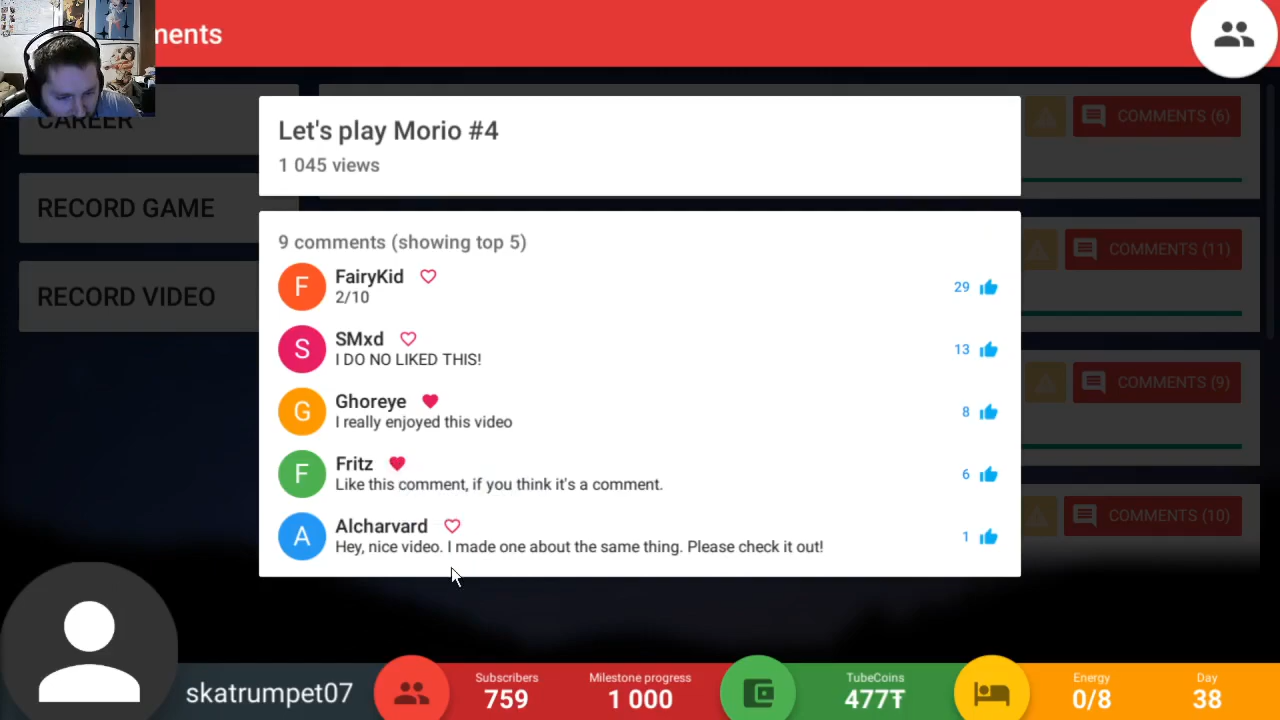 ments
CAREER
RECORD GAME
RECORD VIDEO
Let's play Morio #4
1 045 views
9 comments (showing top 5)
F
FairyKid
2/10
29
S
SMxd
I DO NO LIKED THIS!
13
G
Ghoreye
I really enjoyed this video
8
F
Fritz
Like this comment, if you think it's a comment.
6
A
Alcharvard
Hey, nice video. I made one about the same thing. Please check it out!
1
COMMENTS (6)
COMMENTS (11)
COMMENTS (9)
COMMENTS (10)
skatrumpet07
Subscribers
759
Milestone progress
1 000
TubeCoins
477Ŧ
Energy
0/8
Day
38